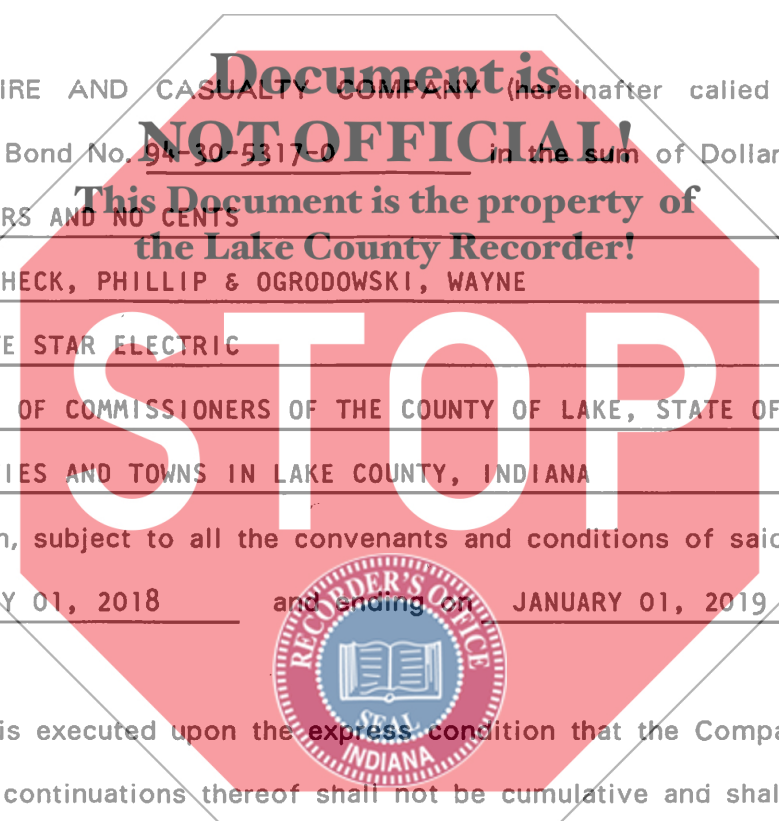 Document is
IRE AND CASUALTY COMPANY (hereinafter called
NOT OFFICIAL!
Bond No. 94-30-5317-0 in the sum of Dollar
This Document is the property of
RS AND NO CENTS
the Lake County Recorder!
HECK, PHILLIP & OGRODOWSKI, WAYNE
E STAR ELECTRIC
STOP
OF COMMISSIONERS OF THE COUNTY OF LAKE, STATE OF
IES AND TOWNS IN LAKE COUNTY, INDIANA
, subject to all the convenants and conditions of said
Y 01, 2018 and ending on JANUARY 01, 2019
RECORDER'S OFFICE
SEAL
INDIANA
is executed upon the express condition that the Compa
continuations thereof shall not be cumulative and shal